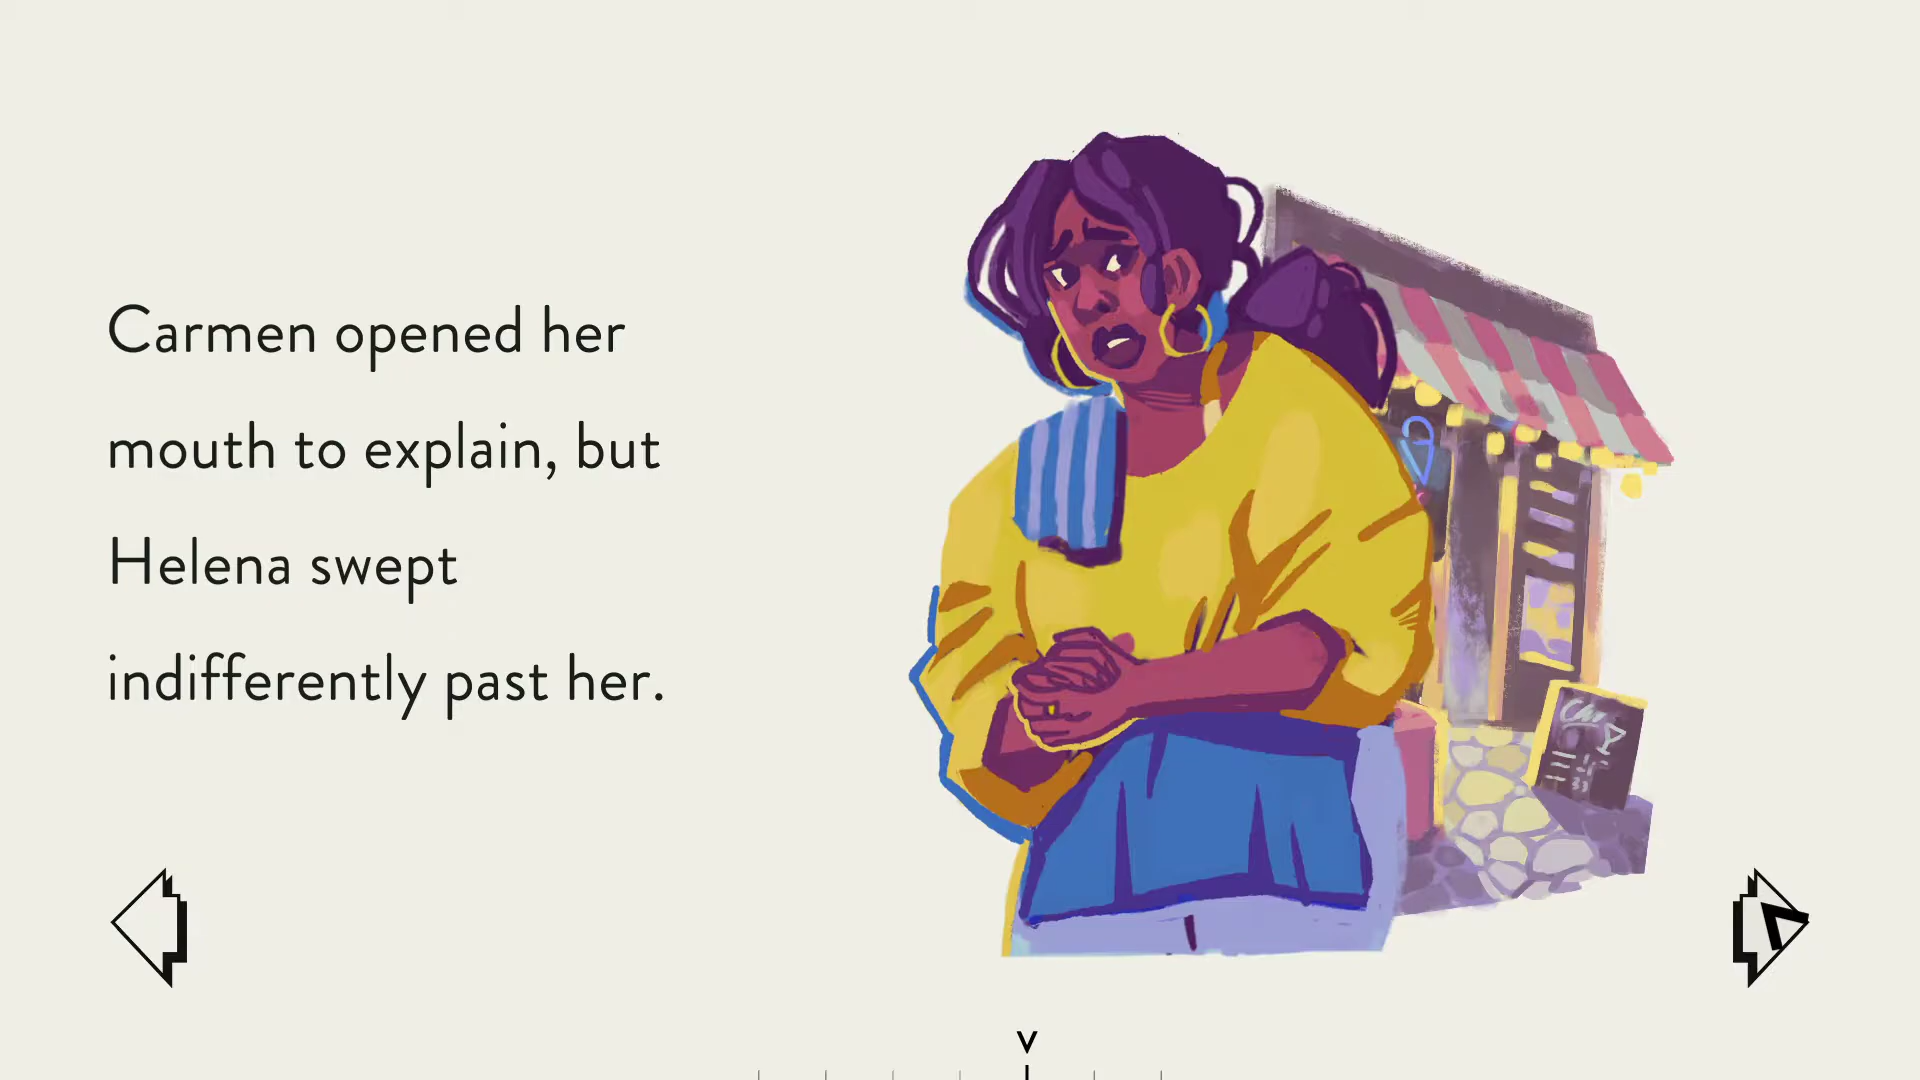 Carmen opened her
mouth to explain, but
Helena swept
indifferently past her.